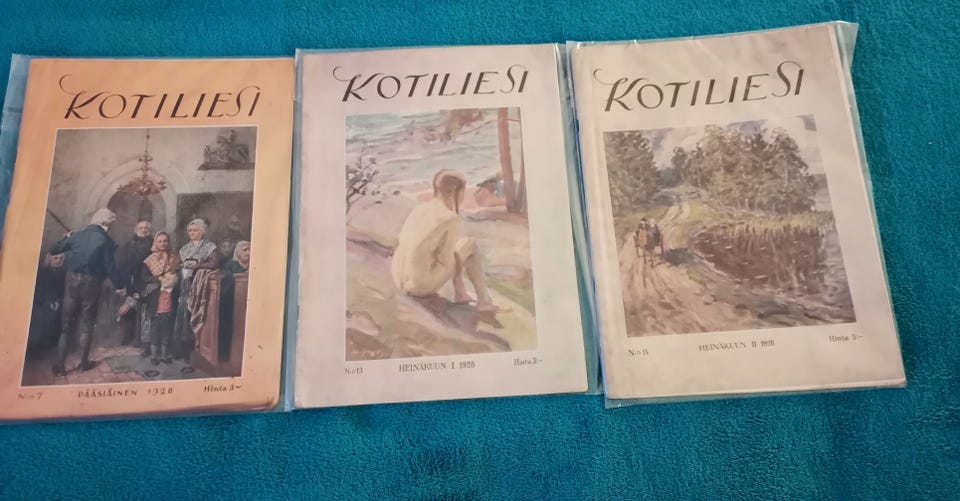 KOTILIESI
N:o 7 PÄÄSIÄINEN 1928 Hinta 3:—
KOTILIESI
N:o 13 HEINÄKUUN I 1928 Hinta 3:—
KOTILIESI
N:o 14 HEINÄKUUN II 1928 Hinta 3:—